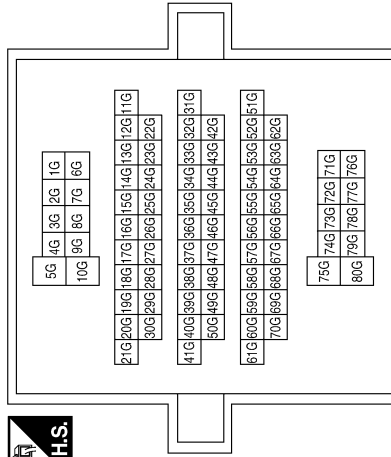 5G 4G 3G 2G 1G
10G 9G 8G 7G 6G
21G 20G 19G 18G 17G 16G 15G 14G 13G 12G 11G
30G 29G 28G 27G 26G 25G 24G 23G 22G
41G 40G 39G 38G 37G 36G 35G 34G 33G 32G 31G
50G 49G 48G 47G 46G 45G 44G 43G 42G
61G 60G 59G 58G 57G 56G 55G 54G 53G 52G 51G
70G 69G 68G 67G 66G 65G 64G 63G 62G
75G 74G 73G 72G 71G
80G 79G 78G 77G 76G
H.S.